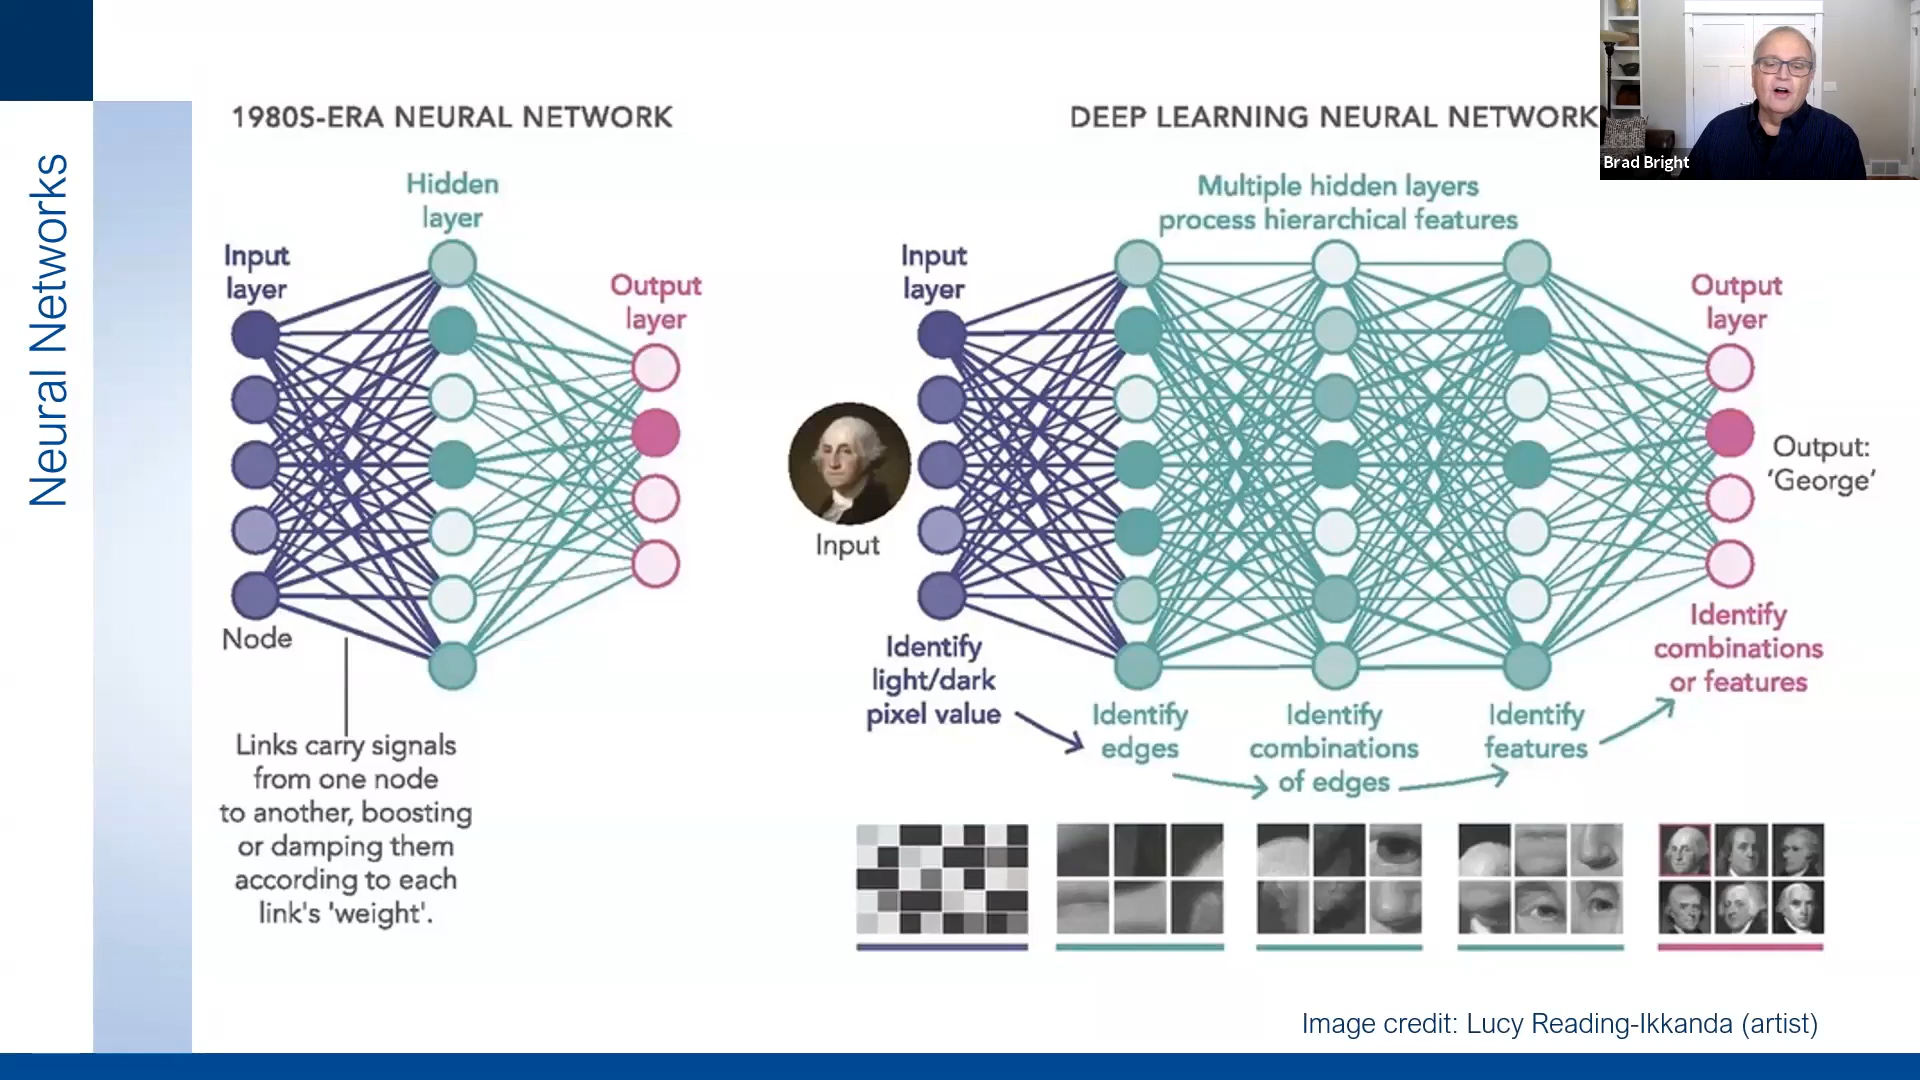 Neural Networks
1980S-ERA NEURAL NETWORK
Hidden
layer
Input
layer
Output
layer
Node
Links carry signals
from one node
to another, boosting
or damping them
according to each
link's 'weight'.
DEEP LEARNING NEURAL NETWORK
Multiple hidden layers
process hierarchical features
Input
layer
Output
layer
Input
Output:
‘George’
Identify
light/dark
pixel value
Identify
edges
Identify
combinations
of edges
Identify
features
Identify
combinations
or features
Image credit: Lucy Reading-Ikkanda (artist)
Brad Bright